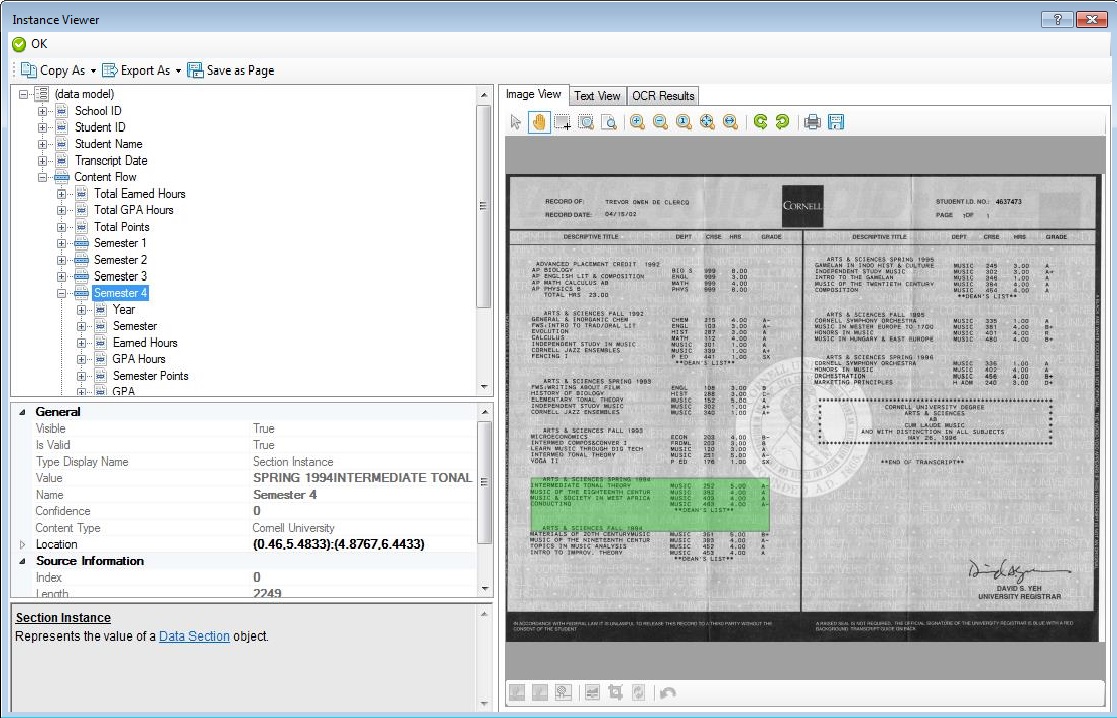 Instance Viewer
OK
Copy As
Export As
Save as Page
(data model)
School ID
Student ID
Student Name
Transcript Date
Content Flow
Total Earned Hours
Total GPA Hours
Total Points
Semester 1
Semester 2
Semester 3
Semester 4
Year
Semester
Earned Hours
GPA Hours
Semester Points
GPA
General
Visible True
Is Valid True
Type Display Name Section Instance
Value SPRING 1994INTERMEDIATE TONAL
Name Semester 4
Confidence 0
Content Type Cornell University
Location (0.46,5.4833):(4.8767,6.4433)
Source Information
Index 0
Length 2249
Section Instance
Represents the value of a Data Section object.
Image View Text View OCR Results
RECORD OF: TREVOR OWEN DE CLERCQ
RECORD DATE: 04/15/02
CORNELL
STUDENT I.D. NO.: 4637473
PAGE 1 OF 1
DESCRIPTIVE TITLE DEPT CRSE HRS GRADE
ADVANCED PLACEMENT CREDIT 1992
AP BIOLOGY BIO S 999 8.00
AP ENGLISH LIT & COMPOSITION ENGL 999 3.00
AP MATH CALCULUS AB MATH 999 4.00
AP PHYSICS B PHYS 999 8.00
TOTAL HRS 23.00
ARTS & SCIENCES FALL 1992
GENERAL & INORGANIC CHEM CHEM 215 4.00 A-
FWS:INTRO TO TRAD/ORAL LIT ENGL 103 3.00
EVOLUTION HIST 287 3.00
CALCULUS MATH 112 4.00
INDEPENDENT STUDY IN MUSIC MUSIC 301 1.00
CORNELL JAZZ ENSEMBLES MUSIC 339 1.00
FENCING I P ED 441 1.00 SX
**DEAN'S LIST**
ARTS & SCIENCES SPRING 1993
FWS:WRITING ABOUT FILM ENGL 108 3.00 B
HISTORY OF BIOLOGY HIST 288 3.00
ELEMENTARY TONAL THEORY MUSIC 152 5.00 A
INDEPENDENT STUDY MUSIC MUSIC 302 1.00
CORNELL JAZZ ENSEMBLES MUSIC 340 1.00
ARTS & SCIENCES FALL 1993
MICROECONOMICS ECON 203 4.00 B-
INTERMED COMPOS&CONVER I FRDML 203 3.00
LEARN MUSIC THROUGH DIG TECH MUSIC 120 3.00 A
INTERMED TONAL THEORY MUSIC 251 5.00 A-
YOGA II P ED 176 1.00 SX
ARTS & SCIENCES SPRING 1994
INTERMEDIATE TONAL THEORY MUSIC 252 5.00 A-
MUSIC OF THE EIGHTEENTH CENTUR MUSIC 392 4.00
MUSIC & SOCIETY IN WEST AFRICA MUSIC 4.00
CONDUCTING MUSIC 463 4.00
**DEAN'S LIST**
ARTS & SCIENCES FALL 1994
MATERIALS OF 20TH CENTURYMUSIC MUSIC 351 5.00 B+
MUSIC OF THE NINETEENTH CENTUR MUSIC 393 4.00 A
TOPICS IN MUSIC ANALYSIS MUSIC 452 4.00 A
INTRO TO IMPROV. THEORY MUSIC 453 4.00 A
**DEAN'S LIST**
DESCRIPTIVE TITLE DEPT CRSE HRS GRADE
ARTS & SCIENCES SPRING 1995
GAMELAN IN INDO HIST & CULTURE MUSIC 245 3.00 A
INDEPENDENT STUDY MUSIC MUSIC 302 3.00
INTRO TO THE GAMELAN MUSIC 346 1.00 A
MUSIC OF THE TWENTIETH CENTURY MUSIC 384 4.00
COMPOSITION MUSIC 454 4.00
**DEAN'S LIST**
ARTS & SCIENCES FALL 1995
CORNELL SYMPHONY ORCHESTRA MUSIC 335 1.00 A
MUSIC IN WESTER EUROPE TO 1700 MUSIC 381 4.00 B+
HONORS IN MUSIC MUSIC 401 4.00 R
MUSIC IN HUNGARY & EAST EUROPE MUSIC 480 4.00 B+
ARTS & SCIENCES SPRING 1996
CORNELL SYMPHONY ORCHESTRA MUSIC 336 1.00
HONORS IN MUSIC MUSIC 402 4.00 A
ORCHESTRATION MUSIC 456 4.00 B+
MARKETING PRINCIPLES H ADM 240 3.00
CORNELL UNIVERSITY DEGREE
ARTS & SCIENCES
AB
CUM LAUDE MUSIC
AND WITH DISTINCTION IN ALL SUBJECTS
MAY 26, 1996
**END OF TRANSCRIPT**
DAVID S. YEH
UNIVERSITY REGISTRAR
IN ACCORDANCE WITH FEDERAL LAW IT IS UNLAWFUL TO RELEASE THIS RECORD TO A THIRD PARTY WITHOUT THE
CONSENT OF THE STUDENT
A RAISED SEAL IS NOT REQUIRED. THE OFFICIAL SIGNATURE OF THE UNIVERSITY REGISTRAR IS BLUE WITH A RED
BACKGROUND. TRANSCRIPT GUIDE ON BACK